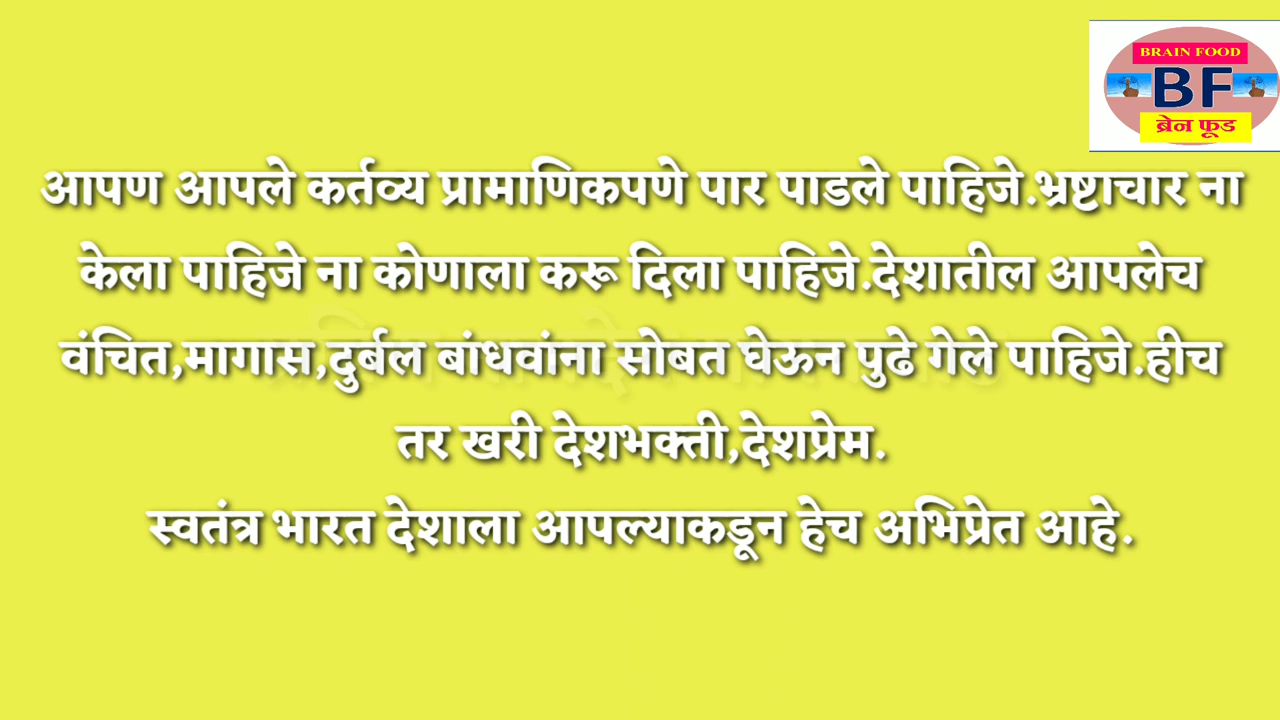 BRAIN FOOD
BF
ब्रेन फूड
आपण आपले कर्तव्य प्रामाणिकपणे पार पाडले पाहिजे.भ्रष्टाचार ना
केला पाहिजे ना कोणाला करू दिला पाहिजे.देशातील आपलेच
वंचित,मागास,दुर्बल बांधवांना सोबत घेऊन पुढे गेले पाहिजे.हीच
तर खरी देशभक्ती,देशप्रेम.
स्वतंत्र भारत देशाला आपल्याकडून हेच अभिप्रेत आहे.